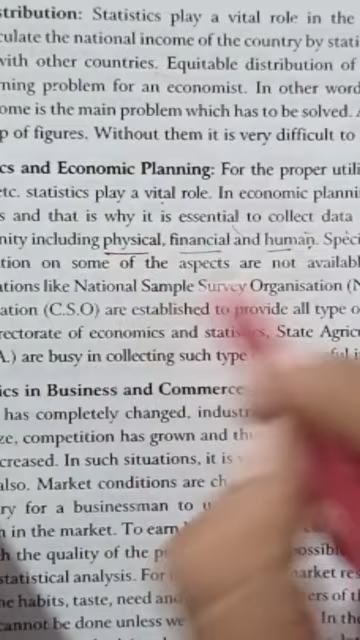 tribution: Statistics play a vital role in the
culate the national income of the country by stati
with other countries. Equitable distribution of
ning problem for an economist. In other word
ome is the main problem which has to be solved.
p of figures. Without them it is very difficult to
cs and Economic Planning: For the proper utili
etc. statistics play a vital role. In economic planni
s and that is why it is essential to collect data
nity including physical, financial and human. Speci
tion on some of the aspects are not availabl
ations like National Sample Survey Organisation (N
ation (C.S.O) are established to provide all type o
rectorate of economics and statistics, State Agric
A.) are busy in collecting such type
ics in Business and Commerce
has completely changed, industr
ze, competition has grown and th
creased. In such situations, it is
also. Market conditions are ch
ry for a businessman to
n in the market. To earn
h the quality of the p ossible
statistical analysis. For market res
he habits, taste, need and ers of t
cannot be done unless we In th